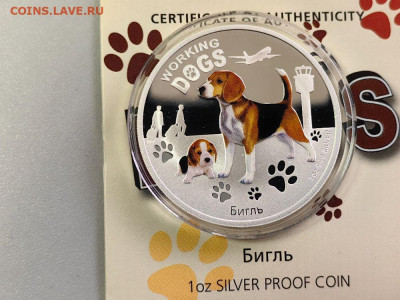 COINS.LAVE.RU
CERTIFICATE OF AUTHENTICITY
WORKING
DOGS
S
Бигль
Бигль
1oz SILVER PROOF COIN